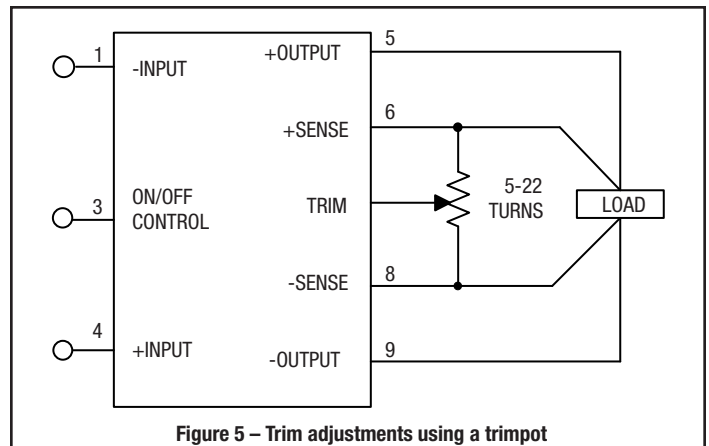 1
-INPUT
3
ON/OFF
CONTROL
4
+INPUT
+OUTPUT
5
+SENSE
6
TRIM
-SENSE
8
-OUTPUT
9
5-22
TURNS
LOAD
Figure 5 – Trim adjustments using a trimpot